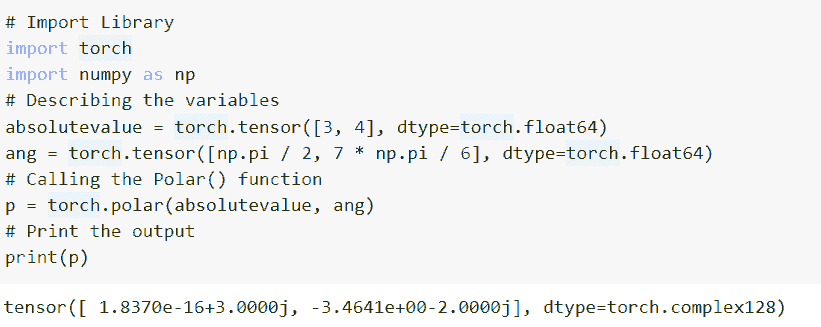 # Import Library
import torch
import numpy as np
# Describing the variables
absolutevalue = torch.tensor([3, 4], dtype=torch.float64)
ang = torch.tensor([np.pi / 2, 7 * np.pi / 6], dtype=torch.float64)
# Calling the Polar() function
p = torch.polar(absolutevalue, ang)
# Print the output
print(p)
tensor([ 1.8370e-16+3.0000j, -3.4641e+00-2.0000j], dtype=torch.complex128)